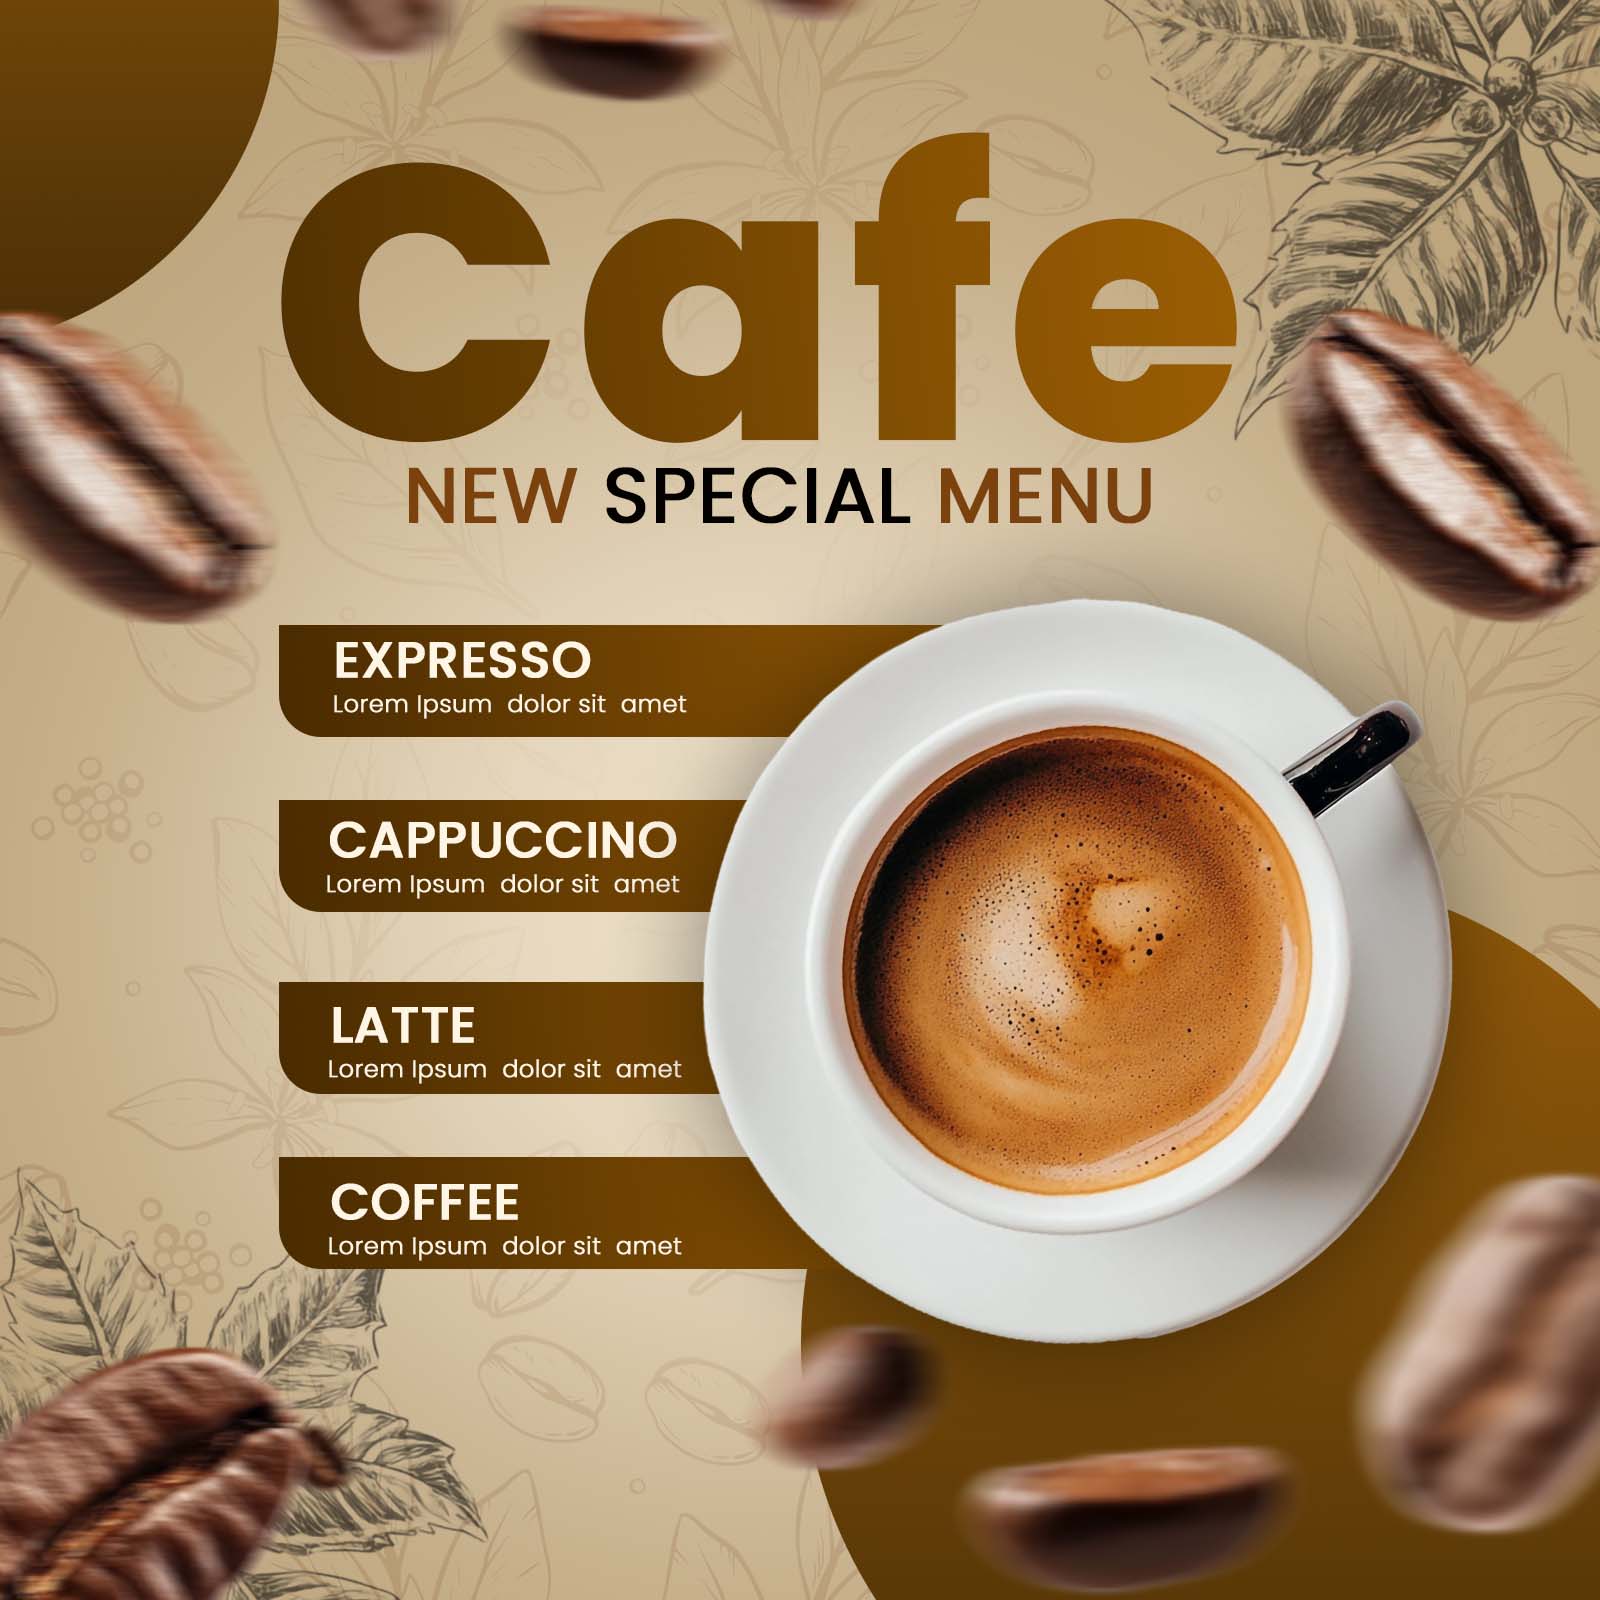 Cafe
NEW SPECIAL MENU
EXPRESSO
Lorem Ipsum dolor sit amet
CAPPUCCINO
Lorem Ipsum dolor sit amet
LATTE
Lorem Ipsum dolor sit amet
COFFEE
Lorem Ipsum dolor sit amet